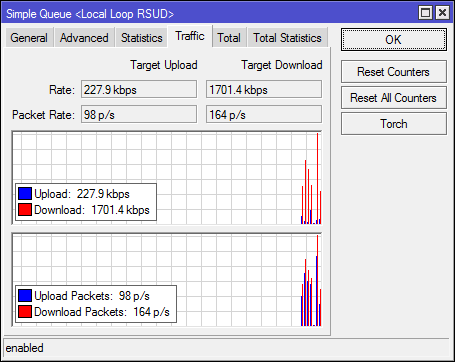 Simple Queue <Local Loop RSUD>
General Advanced Statistics Traffic Total Total Statistics
Target Upload Target Download
Rate: 227.9 kbps 1701.4 kbps
Packet Rate: 98 p/s 164 p/s
Upload: 227.9 kbps
Download: 1701.4 kbps
Upload Packets: 98 p/s
Download Packets: 164 p/s
OK
Reset Counters
Reset All Counters
Torch
enabled